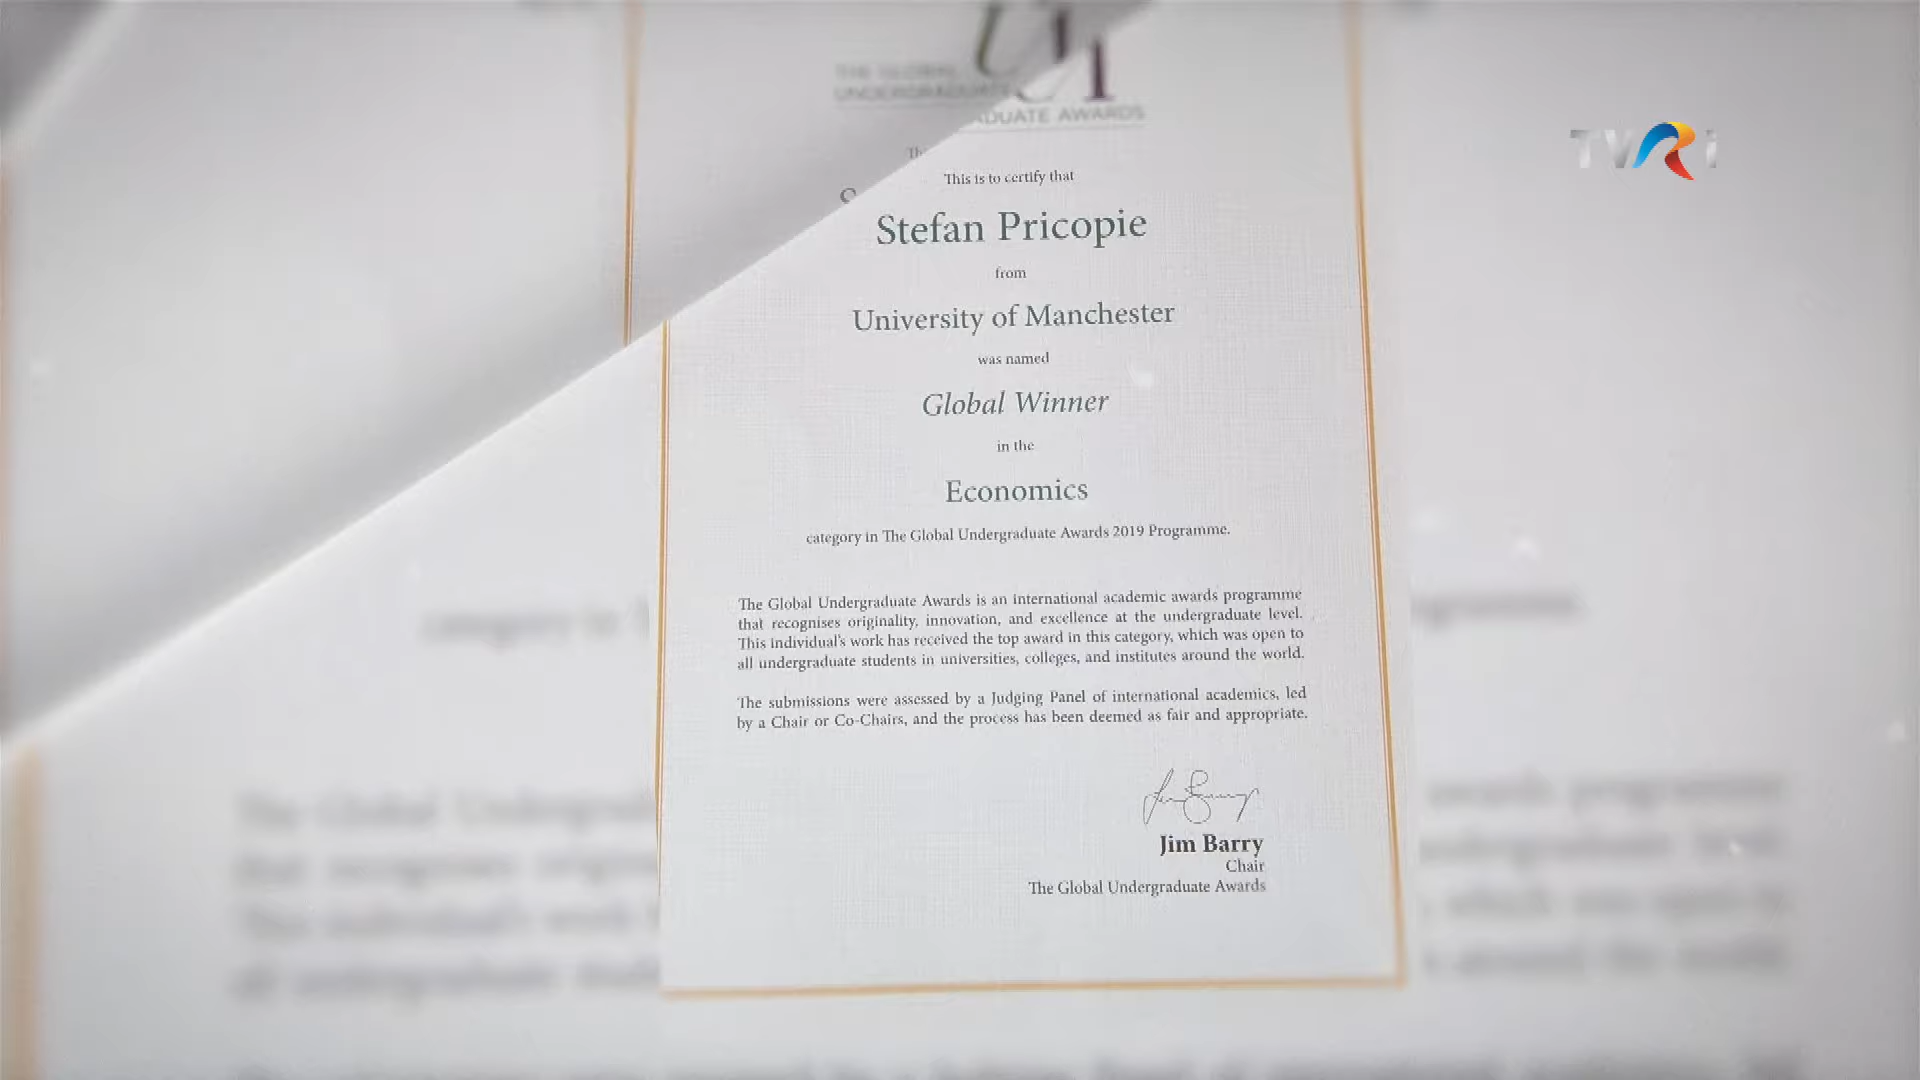 THE GLOBAL
UNDERGRADUATE
DUATE AWARDS
Th
This is to certify that
Stefan Pricopie
from
University of Manchester
was named
Global Winner
in the
Economics
category in The Global Undergraduate Awards 2019 Programme.
The Global Undergraduate Awards is an international academic awards programme
that recognises originality, innovation, and excellence at the undergraduate level.
This individual's work has received the top award in this category, which was open to
all undergraduate students in universities, colleges, and institutes around the world.
The submissions were assessed by a Judging Panel of international academics, led
by a Chair or Co-Chairs, and the process has been deemed as fair and appropriate.
Jim Barry
Chair
The Global Undergraduate Awards
TVRi